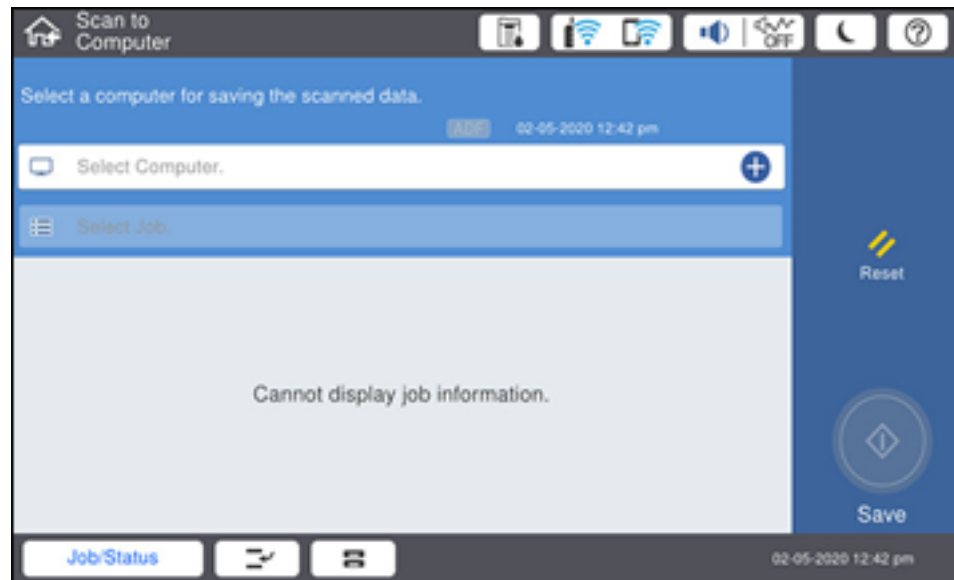 Scan to
Computer
OFF
Select a computer for saving the scanned data.
ADF 02-05-2020 12:42 pm
Select Computer.
Select Job.
Reset
Cannot display job information.
Save
Job/Status 02-05-2020 12:42 pm